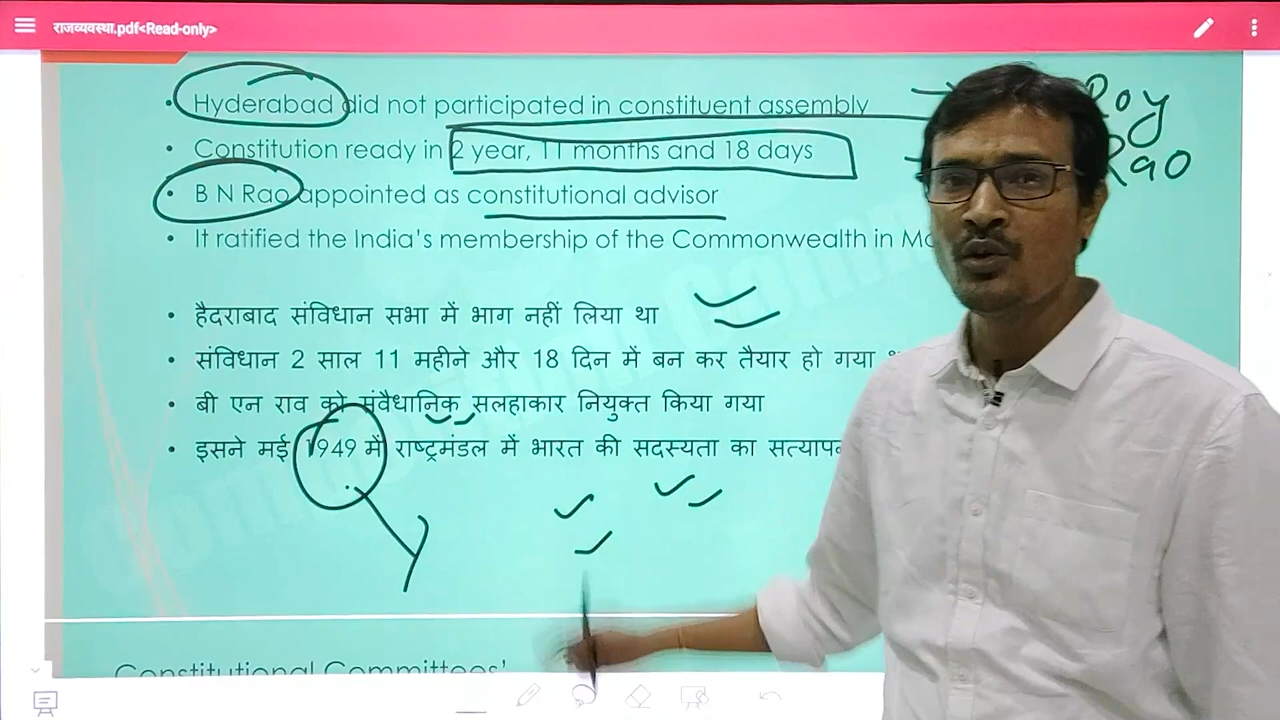 राजव्यवस्था.pdf<Read-only>
• Hyderabad did not participated in constituent assembly
Roy
• Constitution ready in 2 year, 11 months and 18 days
Rao
• B N Rao appointed as constitutional advisor
• It ratified the India's membership of the Commonwealth in
• हैदराबाद संविधान सभा में भाग नहीं लिया था
• संविधान 2 साल 11 महीने और 18 दिन में बन कर तैयार हो गया
• बी एन राव को संवैधानिक सलहाकार नियुक्त किया गया
• इसने मई 1949 में राष्ट्रमंडल में भारत की सदस्यता का
Constitutional Committees'